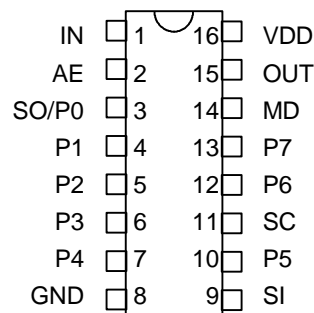 IN 1 16 VDD
AE 2 15 OUT
SO/P0 3 14 MD
P1 4 13 P7
P2 5 12 P6
P3 6 11 SC
P4 7 10 P5
GND 8 9 SI